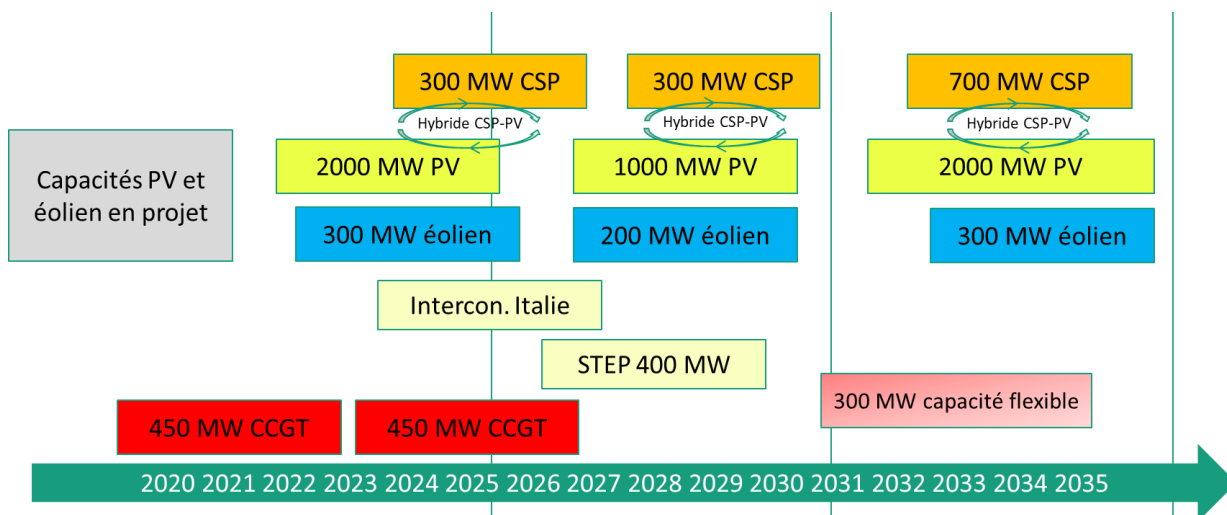 300 MW CSP
300 MW CSP
700 MW CSP
Hybride CSP-PV
Hybride CSP-PV
Hybride CSP-PV
Capacités PV et
éolien en projet
2000 MW PV
1000 MW PV
2000 MW PV
300 MW éolien
200 MW éolien
300 MW éolien
Intercon. Italie
STEP 400 MW
300 MW capacité flexible
450 MW CCGT
450 MW CCGT
2020 2021 2022 2023 2024 2025 2026 2027 2028 2029 2030 2031 2032 2033 2034 2035